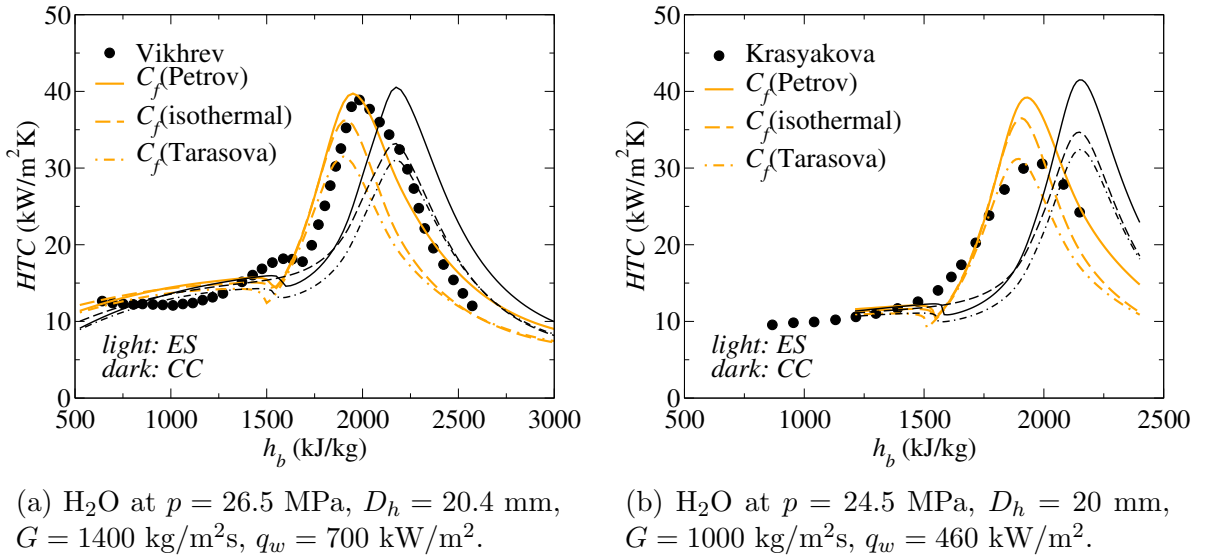 50
40
30
20
10
0
HTC (kW/m²K)
Vikhrev
C_f(Petrov)
C_f(isothermal)
C_f(Tarasova)
light: ES
dark: CC
500 1000 1500 2000 2500 3000
h_b (kJ/kg)
50
40
30
20
10
0
HTC (kW/m²K)
Krasyakova
C_f(Petrov)
C_f(isothermal)
C_f(Tarasova)
light: ES
dark: CC
500 1000 1500 2000 2500
h_b (kJ/kg)
(a) H₂O at p = 26.5 MPa, D_h = 20.4 mm,
G = 1400 kg/m²s, q_w = 700 kW/m².
(b) H₂O at p = 24.5 MPa, D_h = 20 mm,
G = 1000 kg/m²s, q_w = 460 kW/m².